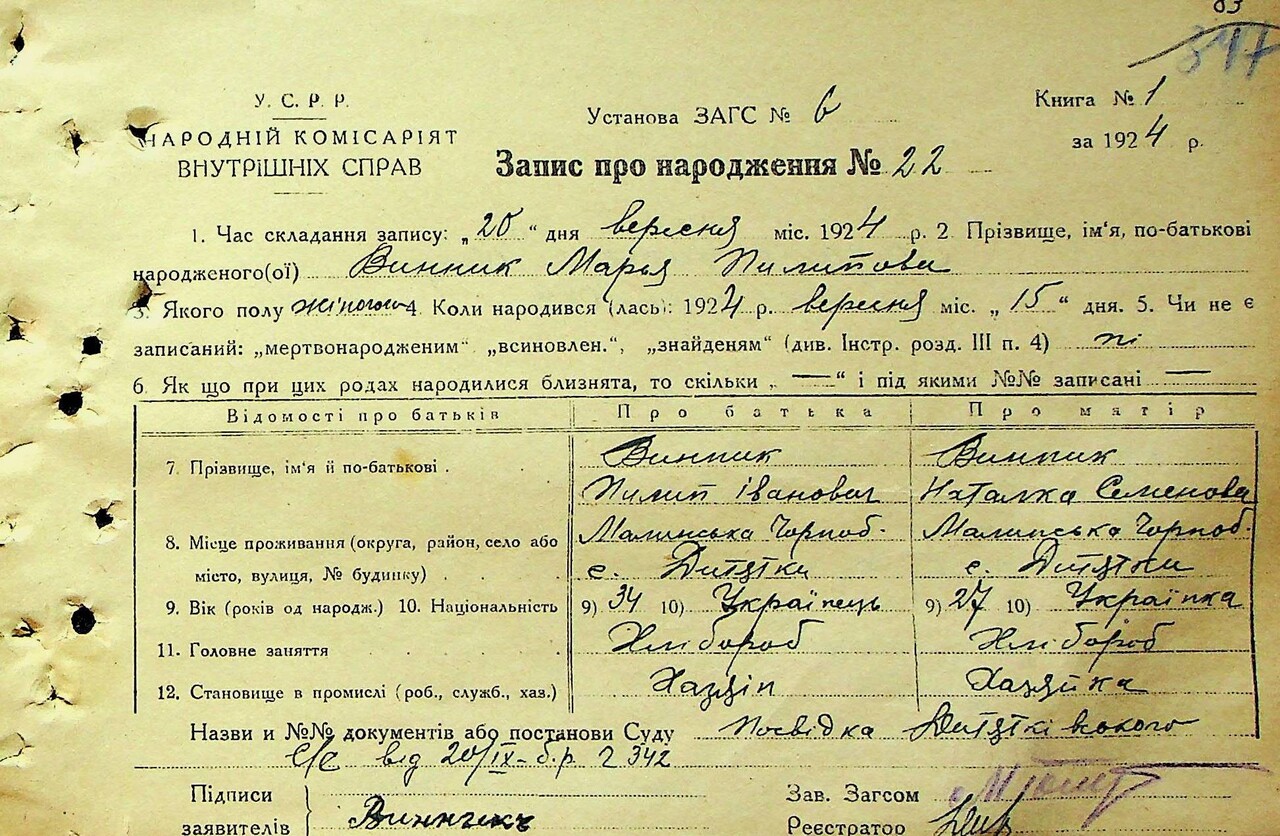 83
347
У. С. Р. Р.
НАРОДНІЙ КОМІСАРІЯТ
ВНУТРІШНІХ СПРАВ
Установа ЗАГС № 6
Книга № 1
за 1924 р.
Запис про народження № 22
1. Час складання запису: „20“ дня вересня міс. 1924 р. 2. Прізвище, ім'я, по-батькові
народженого(ої) Винник Марья Пилипова
3. Якого полу жіночого 4. Коли народився (лась): 1924 р. вересня міс. „15“ дня. 5. Чи не є
записаний: „мертвонародженим“ „всиновлен.“, „знайденям“ (див. Інстр. розд. III п. 4) ні
6. Як що при цих родах народилися близнята, то скільки „—“ і під якими №№ записані —
Відомості про батьків Про батька Про матір
7. Прізвище, ім'я й по-батькові . Винник Винник
Пилип Іванович Наталка Семенова
8. Місце проживання (округа, район, село або Малинська Чорноб. Малинська Чорноб.
місто, вулиця, № будинку) . . . с. Дитятки с. Дитятки
9. Вік (років од народж.) 10. Національність 9) 34 10) Українець 9) 27 10) Українка
11. Головне заняття . . . . . Хлібороб Хлібороб
12. Становище в промислі (роб., служб., хаз.) Хазяїн Хазяйка
Назви и №№ документів або постанови Суду Посвідка Дитятківського
С/С від 20/IX- б.р. ч 342
Підписи
заявителів Винникъ
Зав. Загсом
Реєстратор